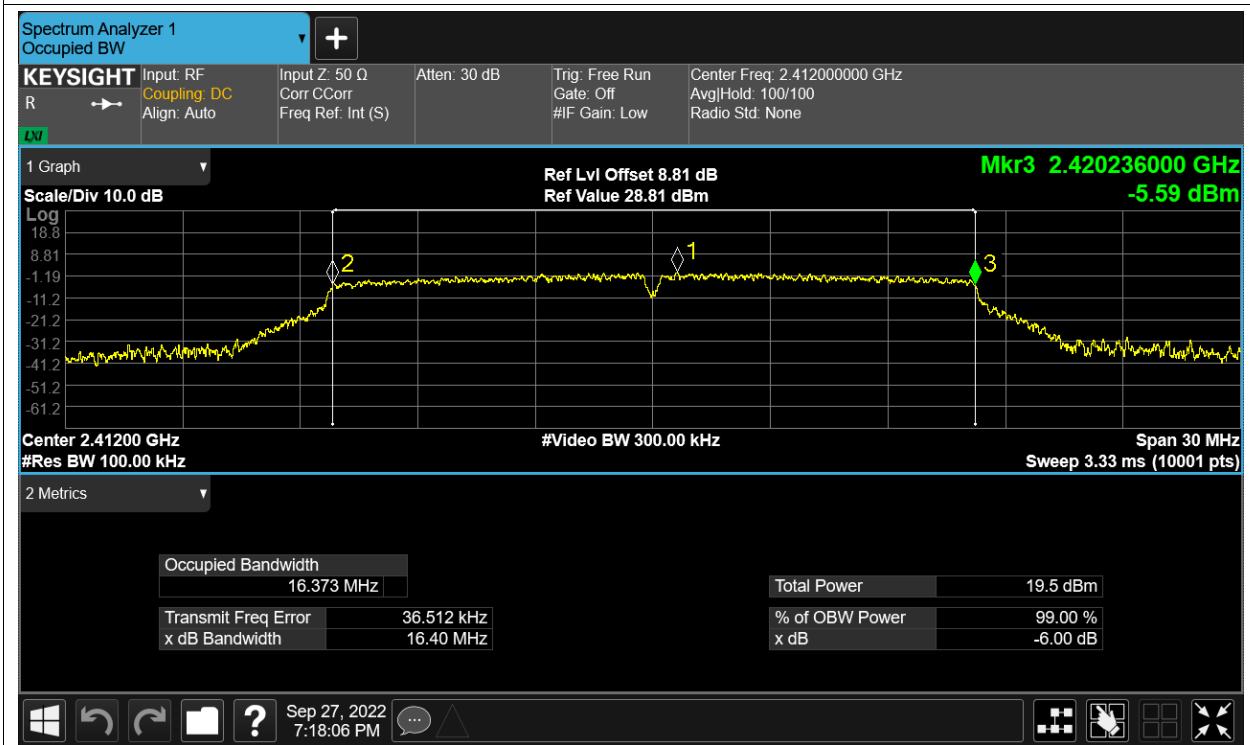 Spectrum Analyzer 1
Occupied BW
KEYSIGHT
R
LXI
Input: RF
Coupling: DC
Align: Auto
Input Z: 50 Ω
Corr CCorr
Freq Ref: Int (S)
Atten: 30 dB
Trig: Free Run
Gate: Off
#IF Gain: Low
Center Freq: 2.412000000 GHz
Avg|Hold: 100/100
Radio Std: None
1 Graph
Scale/Div 10.0 dB
Ref Lvl Offset 8.81 dB
Ref Value 28.81 dBm
Mkr3 2.420236000 GHz
-5.59 dBm
Log
18.8
8.81
-1.19
-11.2
-21.2
-31.2
-41.2
-51.2
-61.2
2
1
3
Center 2.41200 GHz
#Video BW 300.00 kHz
Span 30 MHz
#Res BW 100.00 kHz
Sweep 3.33 ms (10001 pts)
2 Metrics
Occupied Bandwidth
16.373 MHz
Total Power 19.5 dBm
Transmit Freq Error 36.512 kHz
% of OBW Power 99.00 %
x dB Bandwidth 16.40 MHz
x dB -6.00 dB
Sep 27, 2022
7:18:06 PM